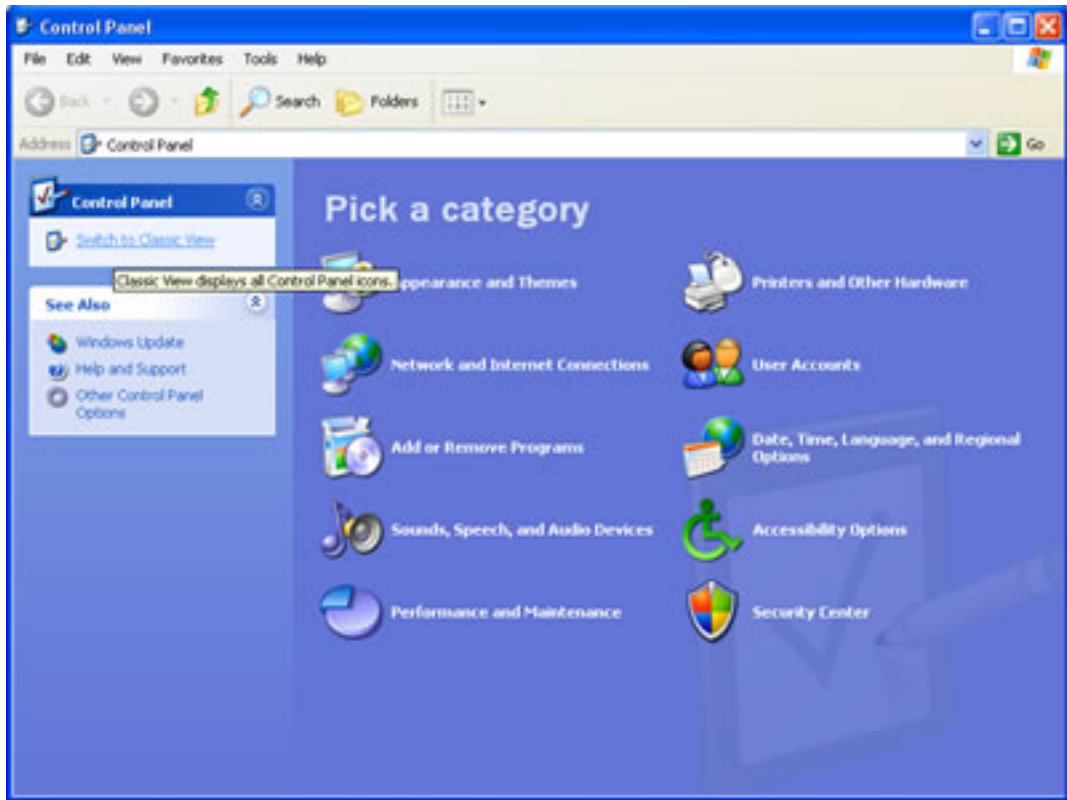 Control Panel
File Edit View Favorites Tools Help
Back Search Folders
Address Control Panel Go
Control Panel
Switch to Classic View
Classic View displays all Control Panel icons.
See Also
Windows Update
Help and Support
Other Control Panel
Options
Pick a category
Appearance and Themes
Printers and Other Hardware
Network and Internet Connections
User Accounts
Add or Remove Programs
Date, Time, Language, and Regional
Options
Sounds, Speech, and Audio Devices
Accessibility Options
Performance and Maintenance
Security Center